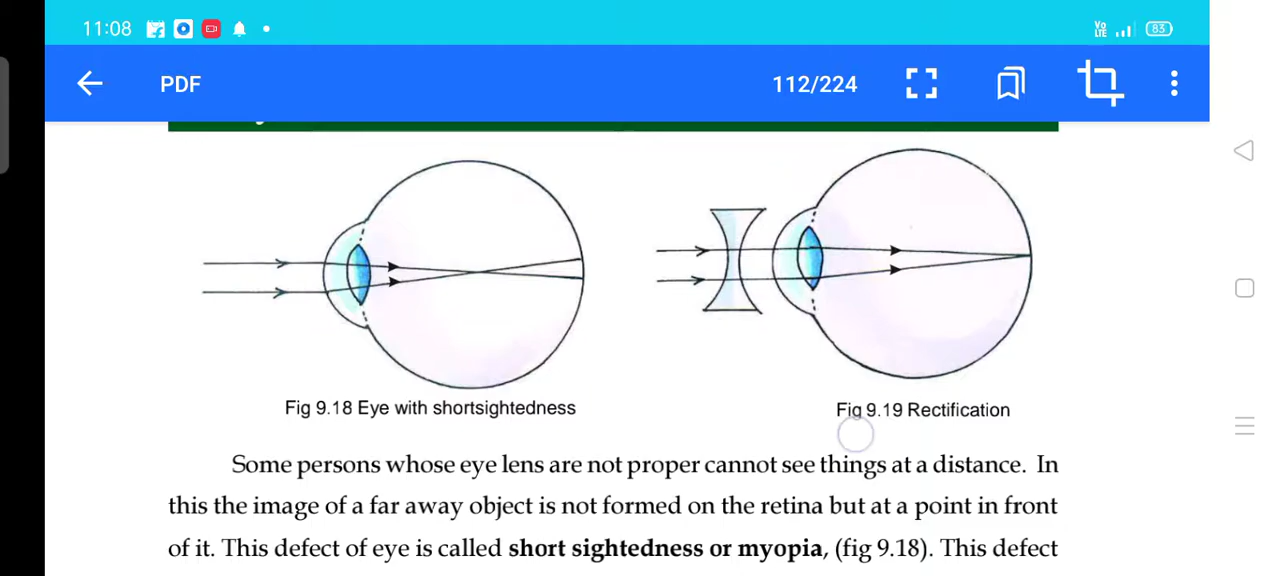 11:08
Vo LTE 83
PDF
112/224
Fig 9.18 Eye with shortsightedness
Fig 9.19 Rectification
Some persons whose eye lens are not proper cannot see things at a distance. In
this the image of a far away object is not formed on the retina but at a point in front
of it. This defect of eye is called short sightedness or myopia, (fig 9.18). This defect